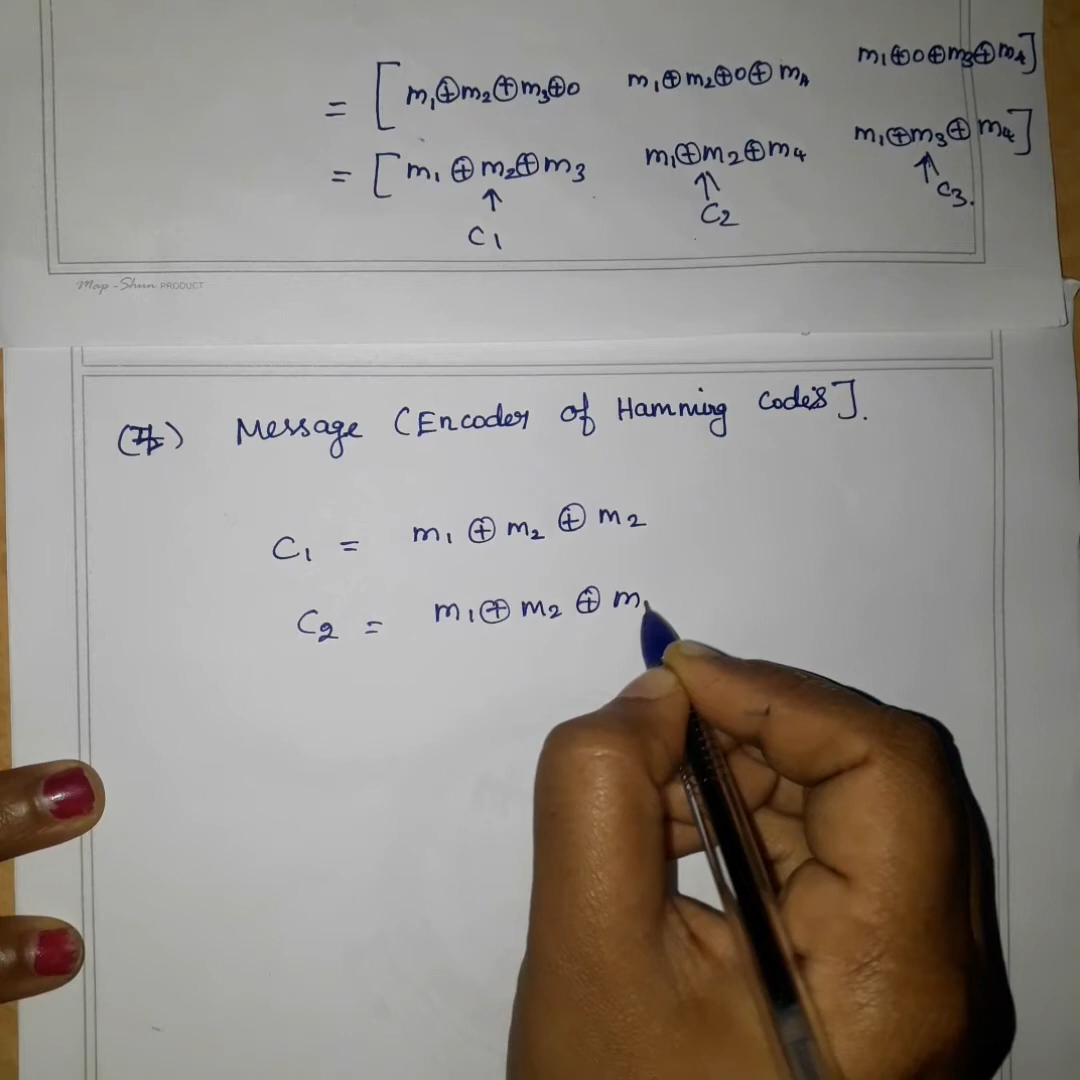 = [ m₁⊕m₂⊕m₃⊕0 m₁⊕m₂⊕0⊕m₄ m₁⊕0⊕m₃⊕m₄]
= [ m₁⊕m₂⊕m₃ m₁⊕m₂⊕m₄ m₁⊕m₃⊕m₄]
↑ ↑ ↑
C₁ C₂ C₃.
Map-Shun PRODUCT
Message (Encoder of Hamming Codes].
C₁ = m₁ ⊕ m₂ ⊕ m₂
C₂ = m₁ ⊕ m₂ ⊕ m